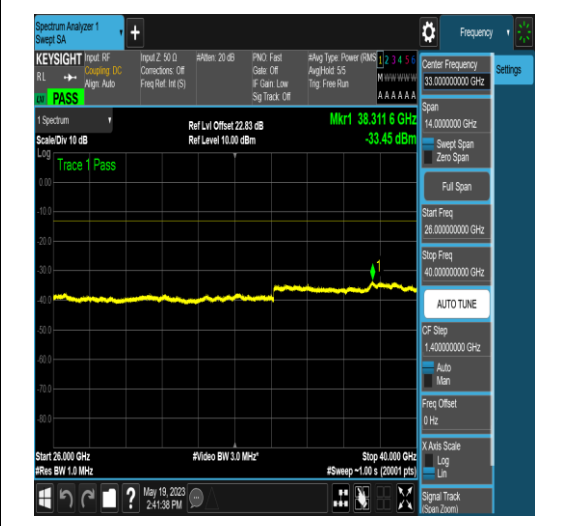 Spectrum Analyzer 1
Swept SA
+
Frequency
KEYSIGHT
Input: RF
Coupling: DC
Align: Auto
RL
Input Z: 50 Ω
Corrections: Off
Freq Ref: Int (S)
#Atten: 20 dB
PNO: Fast
Gate: Off
IF Gain: Low
Sig Track: Off
#Avg Type: Power (RMS
Avg|Hold: 5/5
Trig: Free Run
1 2 3 4 5 6
M W W W W W
A A A A A A
PASS
Center Frequency
33.000000000 GHz
Settings
Span
14.0000000 GHz
Swept Span
Zero Span
Full Span
Start Freq
26.000000000 GHz
Stop Freq
40.000000000 GHz
AUTO TUNE
CF Step
1.400000000 GHz
Auto
Man
Freq Offset
0 Hz
X Axis Scale
Log
Lin
Signal Track
(Span Zoom)
1 Spectrum
Scale/Div 10 dB
Ref Lvl Offset 22.83 dB
Ref Level 10.00 dBm
Mkr1 38.311 6 GHz
-33.45 dBm
Log
Trace 1 Pass
0.00
-10.0
-20.0
-30.0
-40.0
-50.0
-60.0
-70.0
-80.0
1
Start 26.000 GHz
#Res BW 1.0 MHz
#Video BW 3.0 MHz*
Stop 40.000 GHz
#Sweep ~1.00 s (20001 pts)
?
May 19, 2023
2:41:38 PM